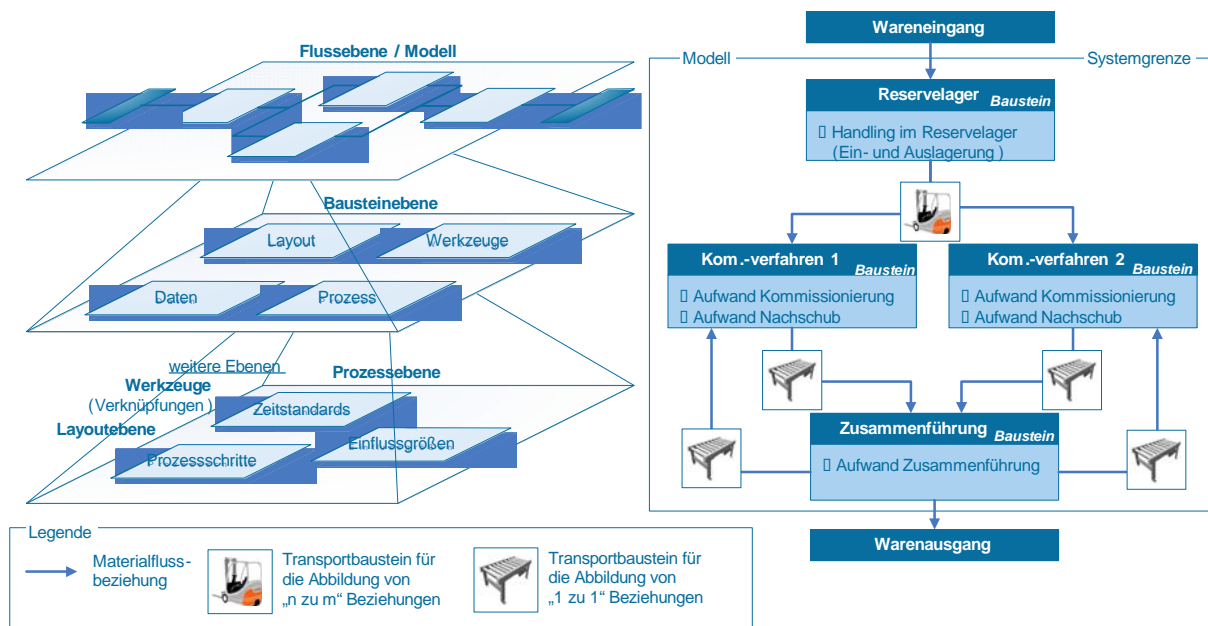 Flussebene / Modell
Bausteinebene
Layout
Werkzeuge
Daten
Prozess
weitere Ebenen
Prozessebene
Werkzeuge
(Verknüpfungen)
Zeitstandards
Layoutebene
Einflussgrößen
Prozessschritte
Wareneingang
Modell
Systemgrenze
Reservelager
Baustein
▯ Handling im Reservelager
(Ein- und Auslagerung )
Kom.-verfahren 1
Baustein
▯ Aufwand Kommissionierung
▯ Aufwand Nachschub
Kom.-verfahren 2
Baustein
▯ Aufwand Kommissionierung
▯ Aufwand Nachschub
Zusammenführung
Baustein
▯ Aufwand Zusammenführung
Warenausgang
Legende
Materialfluss-
beziehung
Transportbaustein für
die Abbildung von
„n zu m“ Beziehungen
Transportbaustein für
die Abbildung von
„1 zu 1“ Beziehungen